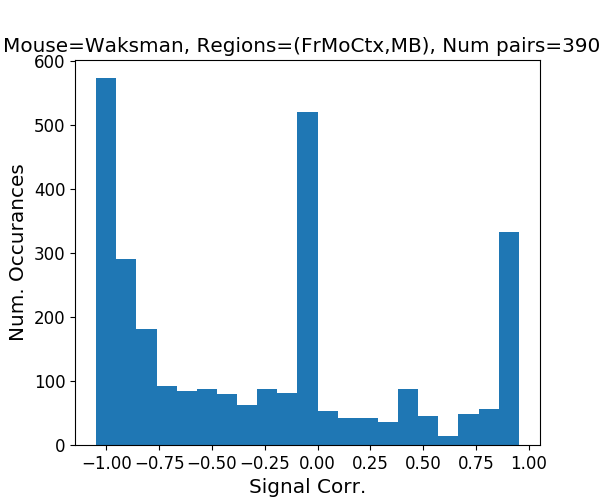 Mouse=Waksman, Regions=(FrMoCtx,MB), Num pairs=390
600
500
400
300
200
100
0
Num. Occurances
−1.00 −0.75 −0.50 −0.25 0.00 0.25 0.50 0.75 1.00
Signal Corr.